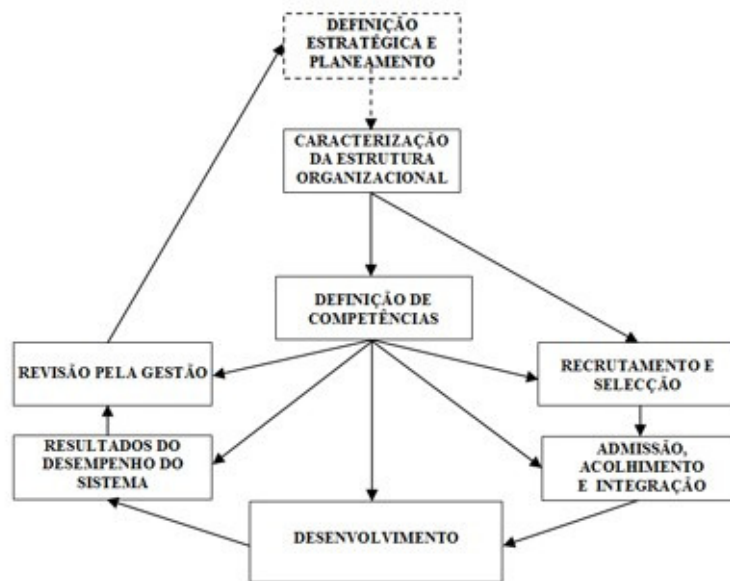 DEFINIÇÃO
ESTRATÉGICA E
PLANEAMENTO
CARACTERIZAÇÃO
DA ESTRUTURA
ORGANIZACIONAL
DEFINIÇÃO DE
COMPETÊNCIAS
REVISÃO PELA GESTÃO
RECRUTAMENTO E
SELECÇÃO
RESULTADOS DO
DESEMPENHO DO
SISTEMA
ADMISSÃO,
ACOLHIMENTO
E INTEGRAÇÃO
DESENVOLVIMENTO